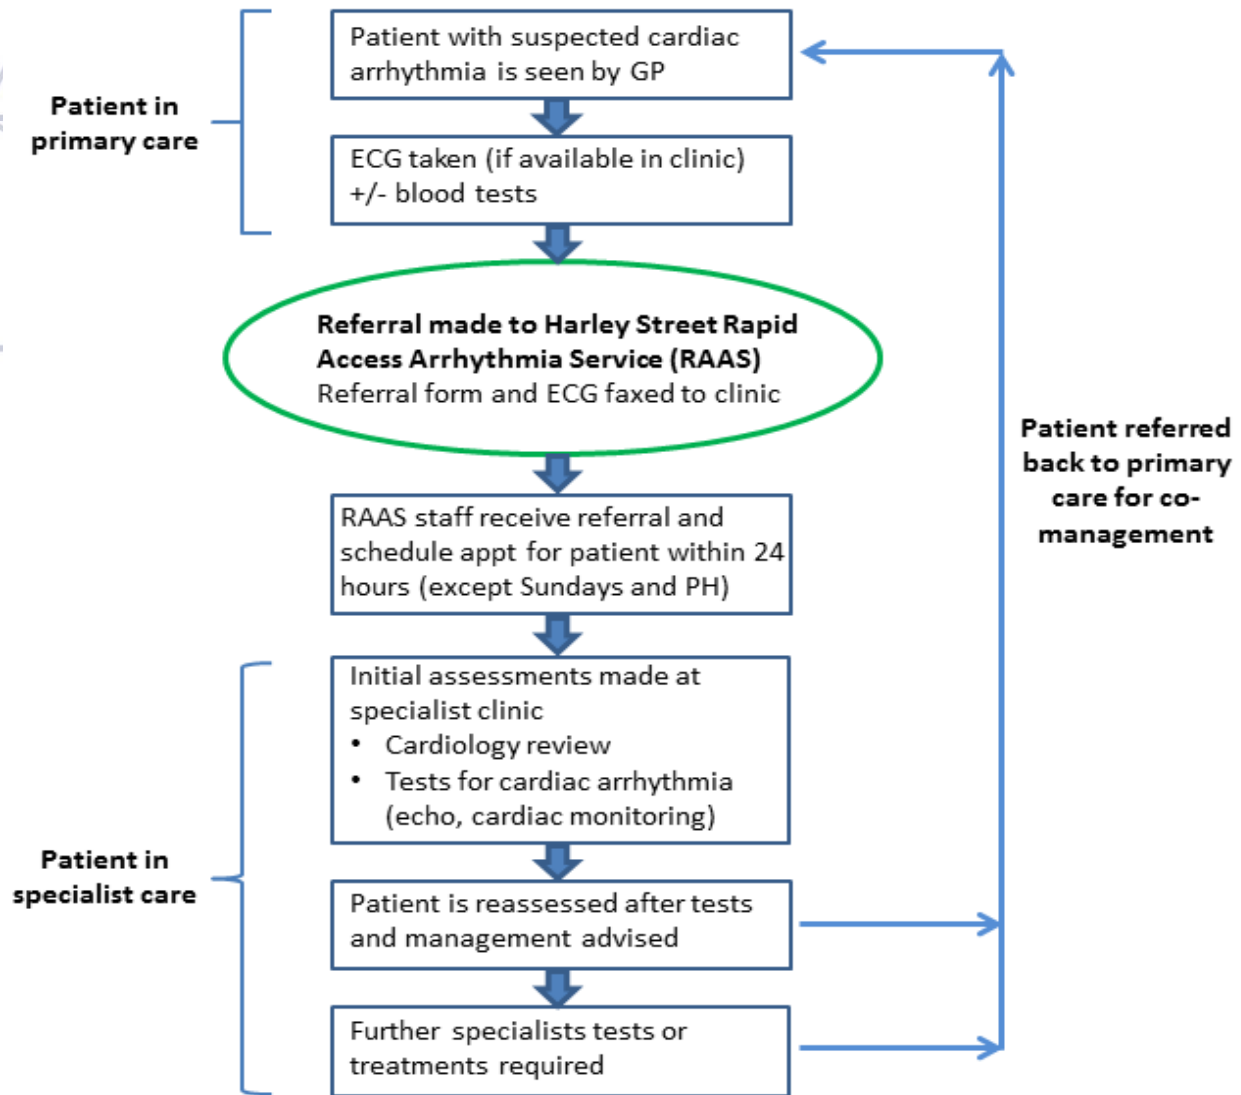 Patient with suspected cardiac
arrhythmia is seen by GP
Patient in
primary care
ECG taken (if available in clinic)
+/- blood tests
Referral made to Harley Street Rapid
Access Arrhythmia Service (RAAS)
Referral form and ECG faxed to clinic
Patient referred
back to primary
care for co-
management
RAAS staff receive referral and
schedule appt for patient within 24
hours (except Sundays and PH)
Initial assessments made at
specialist clinic
• Cardiology review
• Tests for cardiac arrhythmia
(echo, cardiac monitoring)
Patient in
specialist care
Patient is reassessed after tests
and management advised
Further specialists tests or
treatments required